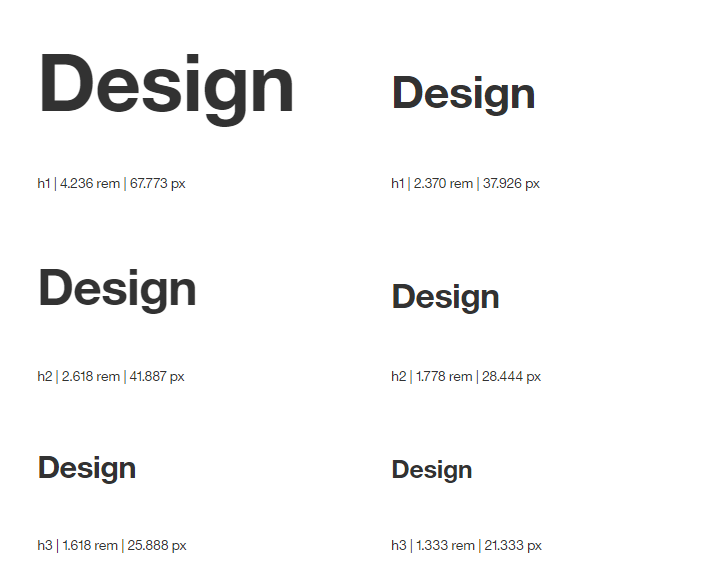 Design
Design
h1 | 4.236 rem | 67.773 px
h1 | 2.370 rem | 37.926 px
Design
Design
h2 | 2.618 rem | 41.887 px
h2 | 1.778 rem | 28.444 px
Design
Design
h3 | 1.618 rem | 25.888 px
h3 | 1.333 rem | 21.333 px